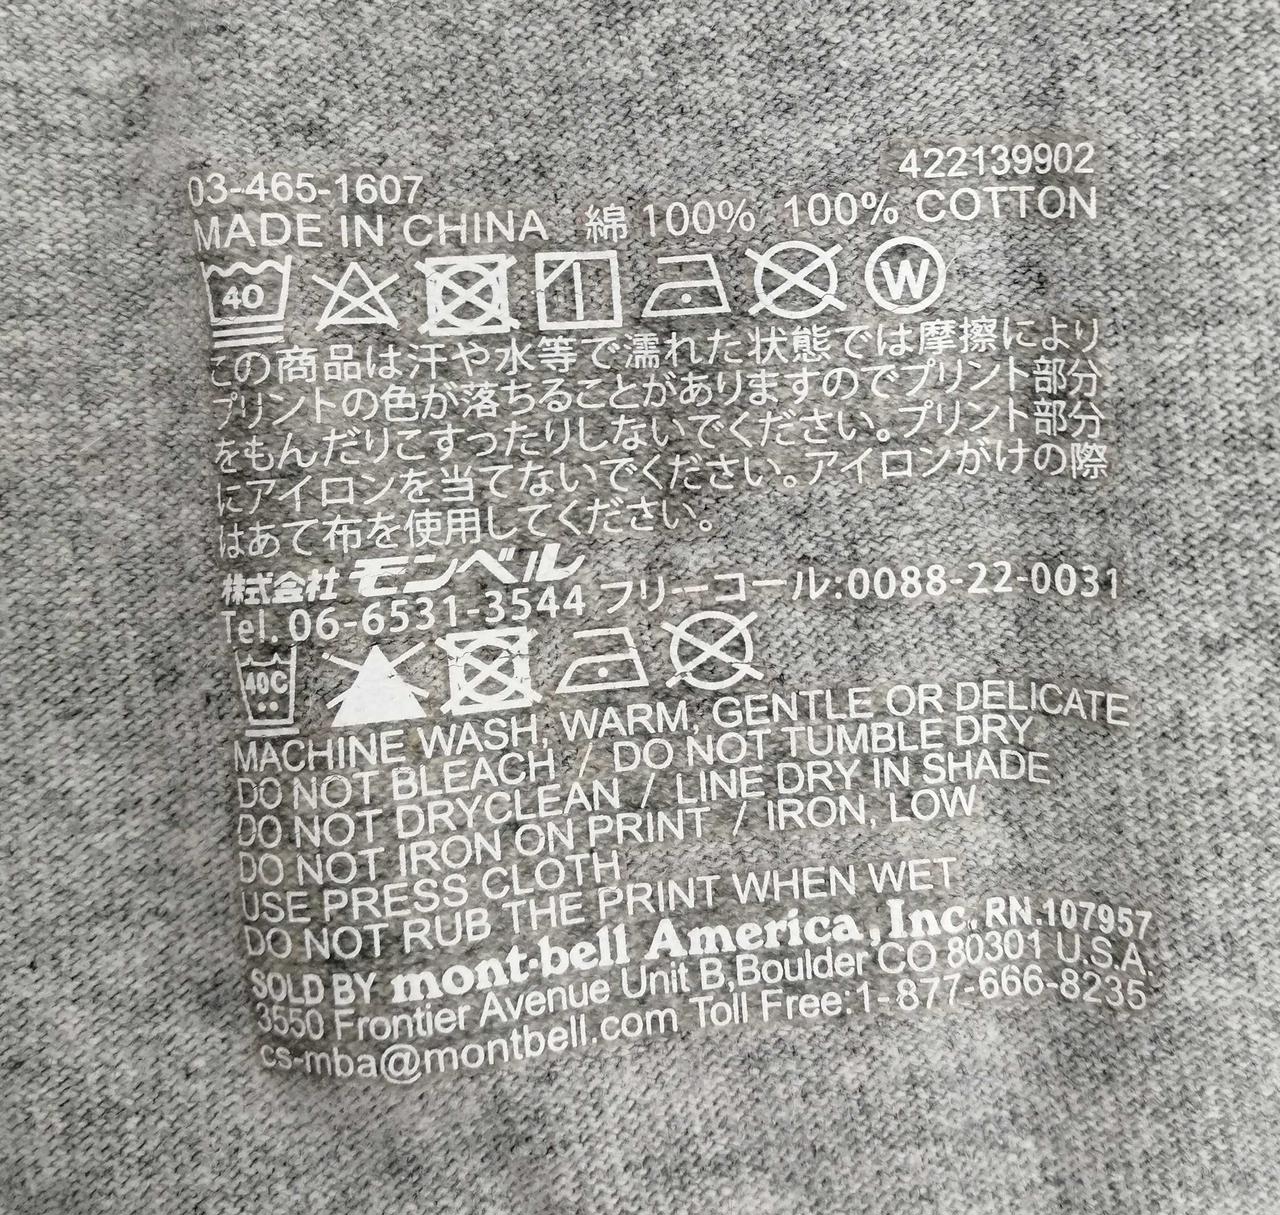 422139902
03-465-1607
MADE IN CHINA 綿 100% 100% COTTON
40 W
この商品は汗や水等で濡れた状態では摩擦により
プリントの色が落ちることがありますのでプリント部分
をもんだりこすったりしないでください。プリント部分
にアイロンを当てないでください。アイロンがけの際
はあて布を使用してください。
株式会社 モンベル
Tel. 06-6531-3544 フリーコール:0088-22-0031
40C
MACHINE WASH, WARM, GENTLE OR DELICATE
DO NOT BLEACH / DO NOT TUMBLE DRY
DO NOT DRYCLEAN / LINE DRY IN SHADE
DO NOT IRON ON PRINT / IRON, LOW
USE PRESS CLOTH
DO NOT RUB THE PRINT WHEN WET
SOLD BY mont·bell America, Inc. RN.107957
3550 Frontier Avenue Unit B,Boulder CO 80301 U.S.A.
cs-mba@montbell.com Toll Free:1-877-666-8235